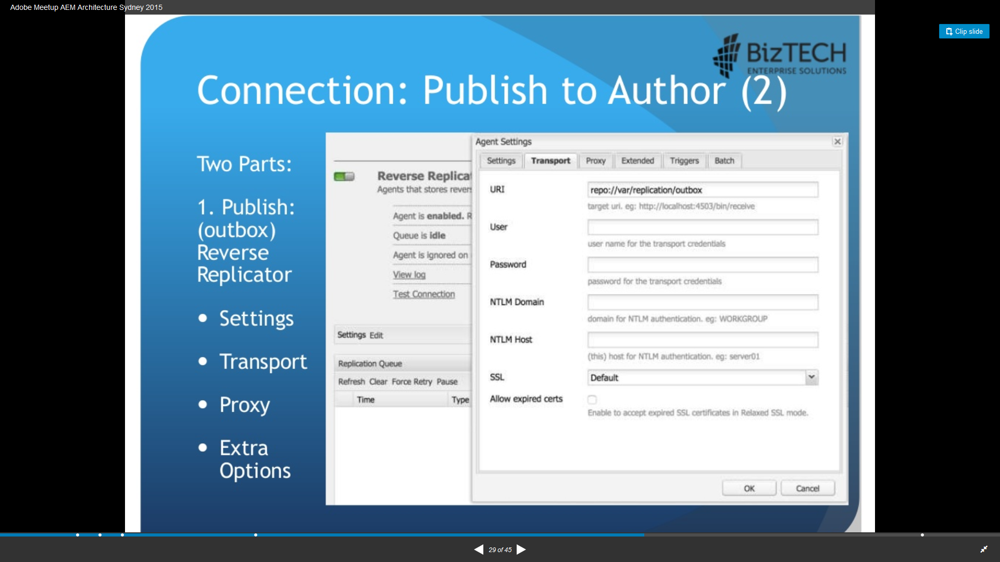 Adobe Meetup AEM Architecture Sydney 2015
Clip slide
BizTECH
ENTERPRISE SOLUTIONS
Connection: Publish to Author (2)
Two Parts:
1. Publish:
(outbox)
Reverse
Replicator
• Settings
• Transport
• Proxy
• Extra
Options
Reverse Replica
Agents that stores rever
Agent is enabled. R
Queue is idle
Agent is ignored on
View log
Test Connection
Settings Edit
Replication Queue
Refresh Clear Force Retry Pause
Time Type
Agent Settings
Settings Transport Proxy Extended Triggers Batch
URI repo://var/replication/outbox
target uri. eg: http://localhost:4503/bin/receive
User
user name for the transport credentials
Password
password for the transport credentials
NTLM Domain
domain for NTLM authentication. eg: WORKGROUP
NTLM Host
(this) host for NTLM authentication. eg: server01
SSL Default
Allow expired certs
Enable to accept expired SSL certificates in Relaxed SSL mode.
OK Cancel
29 of 45